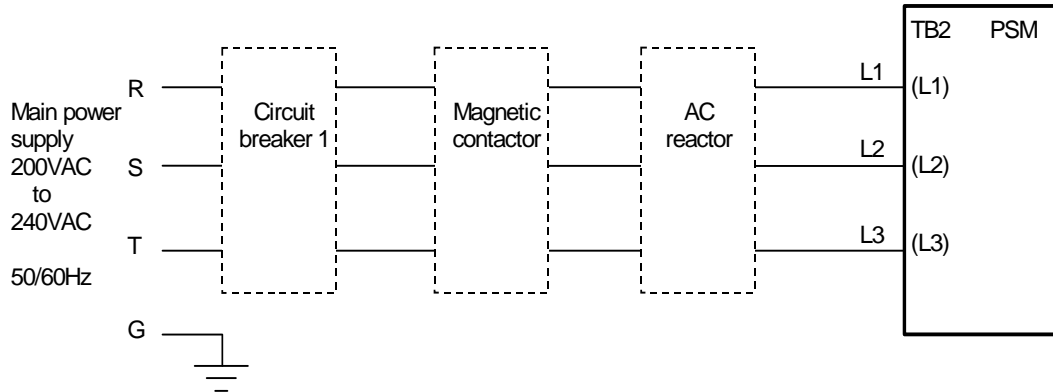 TB2 PSM
L1
R
(L1)
Main power
supply
200VAC
to
240VAC
50/60Hz
Circuit
breaker 1
Magnetic
contactor
AC
reactor
L2
S
(L2)
L3
T
(L3)
G